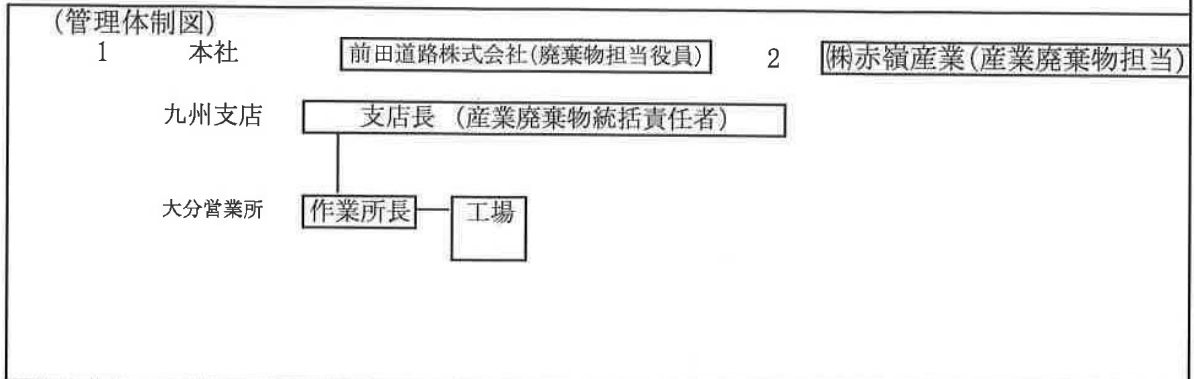 (管理体制図)
1 本社 前田道路株式会社(廃棄物担当役員) 2 ㈱赤嶺産業(産業廃棄物担当)
九州支店 支店長 (産業廃棄物統括責任者)
大分営業所 作業所長 工場